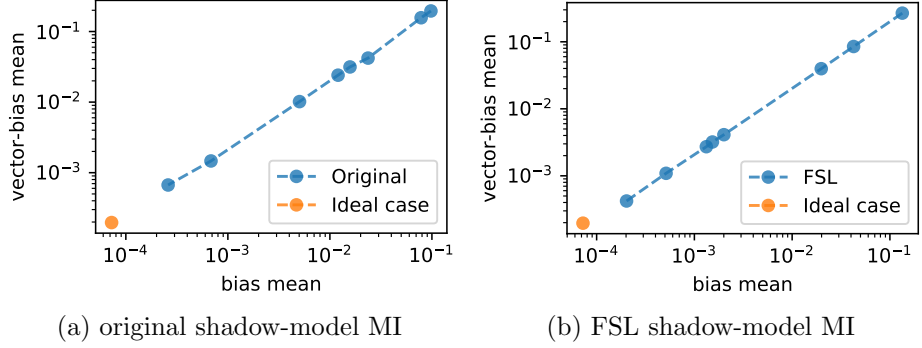 10⁻¹
10⁻²
10⁻³
vector-bias mean
Original
Ideal case
10⁻⁴ 10⁻³ 10⁻² 10⁻¹
bias mean
(a) original shadow-model MI
10⁻¹
10⁻²
10⁻³
vector-bias mean
FSL
Ideal case
10⁻⁴ 10⁻³ 10⁻² 10⁻¹
bias mean
(b) FSL shadow-model MI